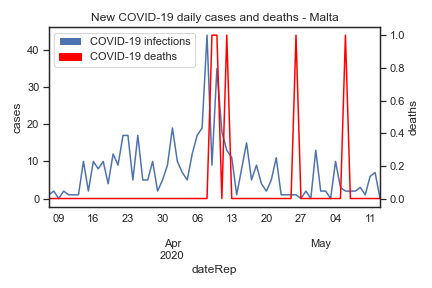 New COVID-19 daily cases and deaths - Malta
COVID-19 infections
COVID-19 deaths
cases
40
30
20
10
0
deaths
1.0
0.8
0.6
0.4
0.2
0.0
09 16 23 30 06 13 20 27 04 11
Apr May
2020
dateRep